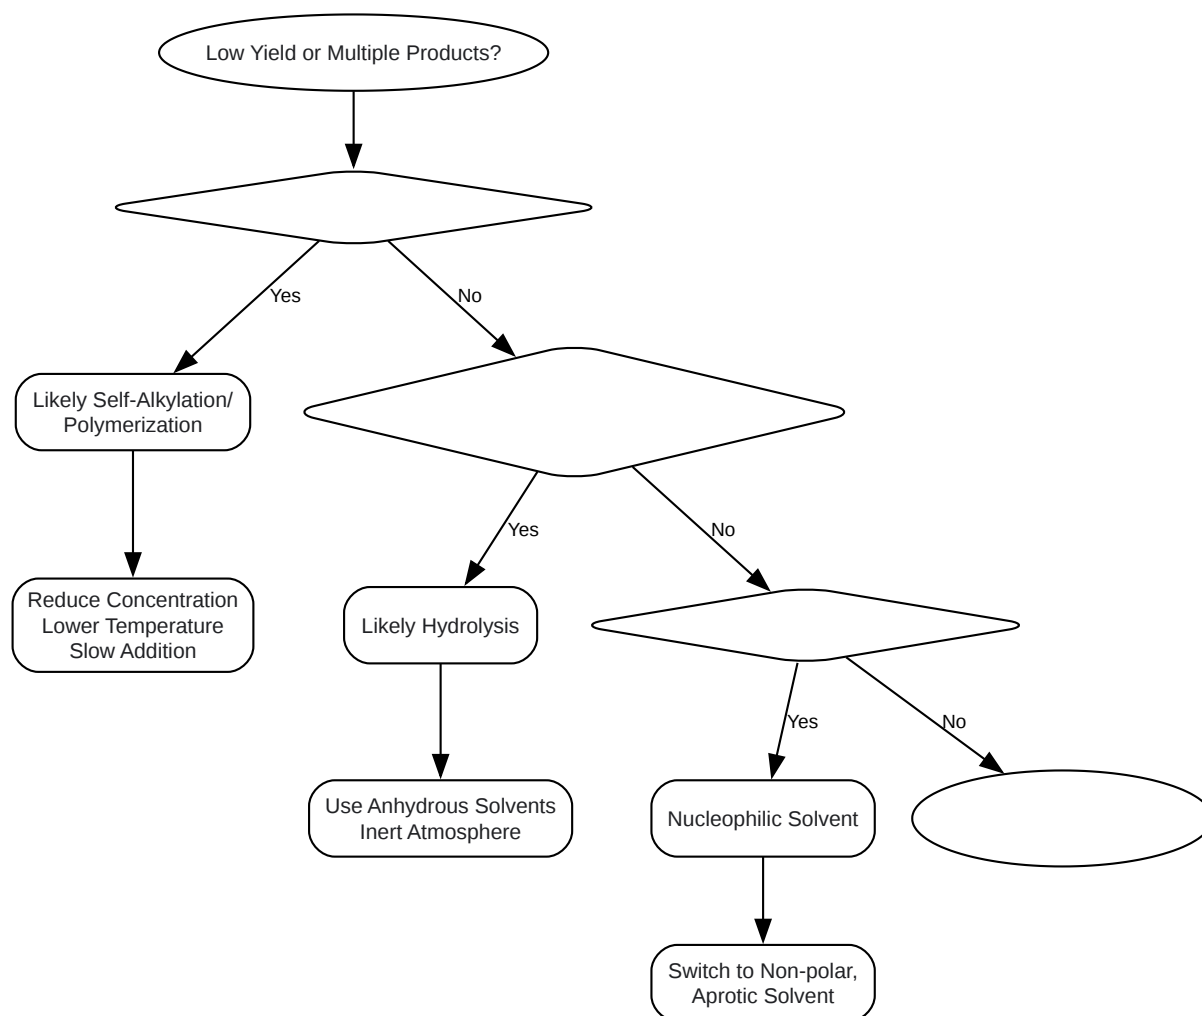 Low Yield or Multiple Products?
Yes
No
Likely Self-Alkylation/
Polymerization
Yes
No
Reduce Concentration
Lower Temperature
Slow Addition
Likely Hydrolysis
Yes
No
Use Anhydrous Solvents
Inert Atmosphere
Nucleophilic Solvent
Switch to Non-polar,
Aprotic Solvent